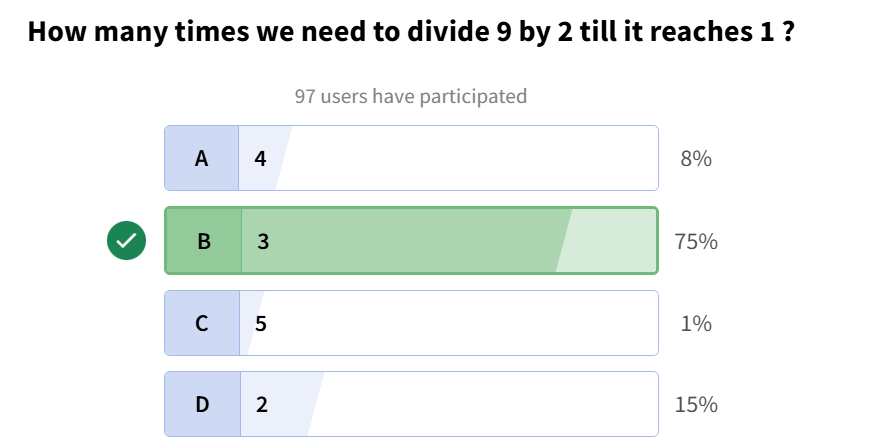 How many times we need to divide 9 by 2 till it reaches 1 ?
97 users have participated
A 4 8%
B 3 75%
C 5 1%
D 2 15%